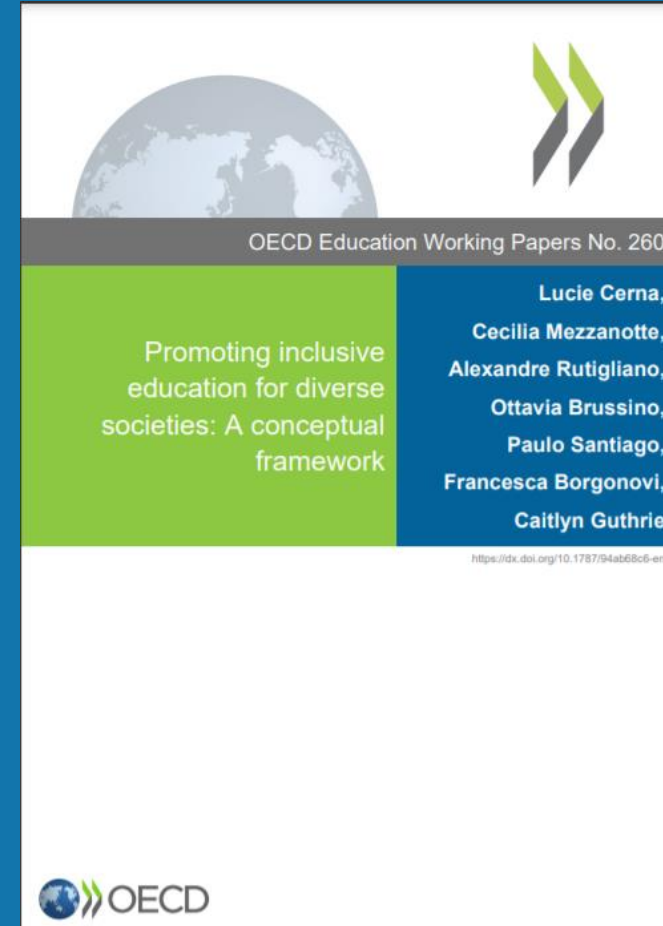 OECD Education Working Papers No. 260
Promoting inclusive
education for diverse
societies: A conceptual
framework
Lucie Cerna,
Cecilia Mezzanotte,
Alexandre Rutigliano,
Ottavia Brussino,
Paulo Santiago,
Francesca Borgonovi,
Caitlyn Guthrie
https://dx.doi.org/10.1787/94ab68c6-en
OECD